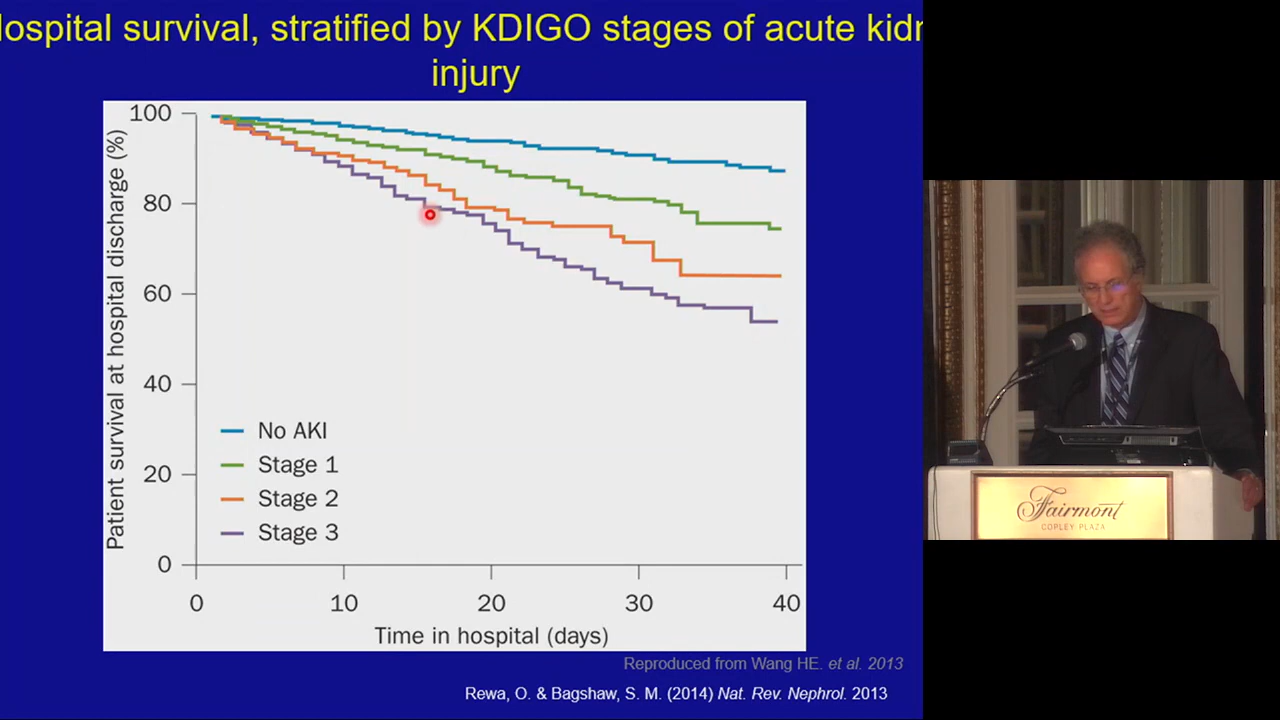 ospital survival, stratified by KDIGO stages of acute kidn
injury
Patient survival at hospital discharge (%)
100
80
60
40
20
0
No AKI
Stage 1
Stage 2
Stage 3
0 10 20 30 40
Time in hospital (days)
Reproduced from Wang HE. et al. 2013
Rewa, O. & Bagshaw, S. M. (2014) Nat. Rev. Nephrol. 2013
Fairmont
COPLEY PLAZA